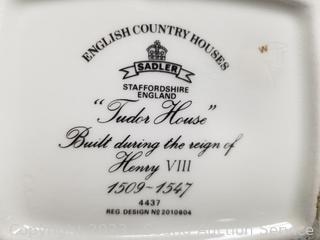 ENGLISH COUNTRY HOUSES
SADLER
STAFFORDSHIRE
ENGLAND
"Tudor House"
Built during the reign of
Henry VIII
1509-1547
4437
REG. DESIGN No 2010804
W